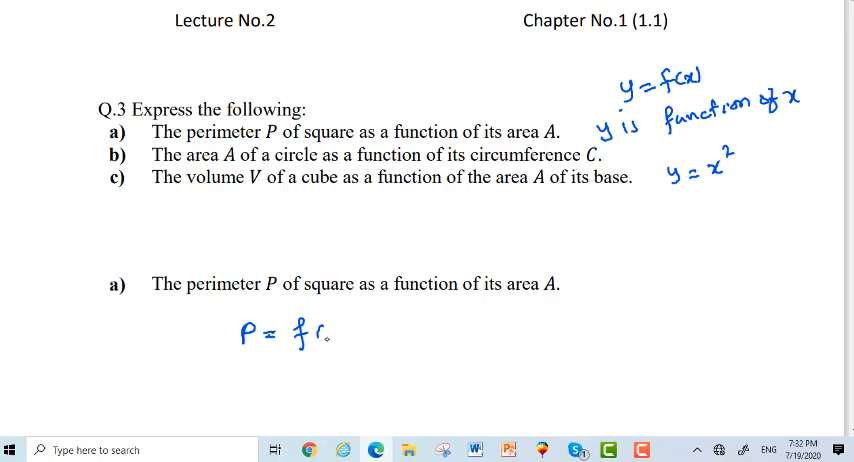 Lecture No.2 Chapter No.1 (1.1)
y = f(x)
Q.3 Express the following:
y is function of x
a) The perimeter P of square as a function of its area A.
b) The area A of a circle as a function of its circumference C.
y = x²
c) The volume V of a cube as a function of the area A of its base.
a) The perimeter P of square as a function of its area A.
P = f (
Type here to search
ENG
7:32 PM
7/19/2020